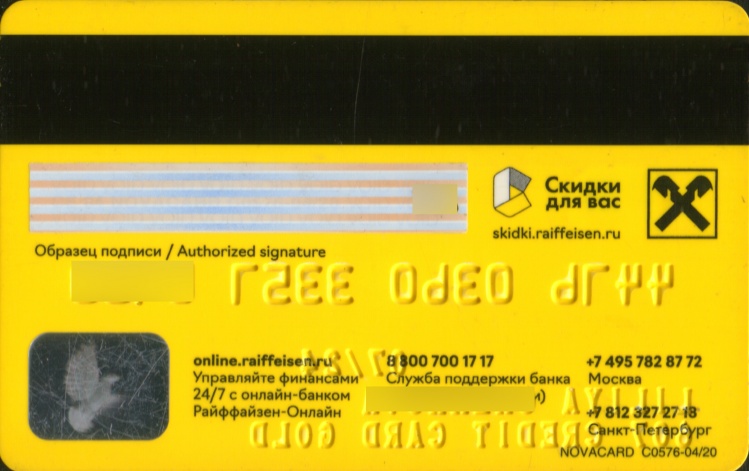 Скидки
для вас
skidki.raiffeisen.ru
Образец подписи / Authorized signature
online.raiffeisen.ru
Управляйте финансами
24/7 с онлайн-банком
Райффайзен-Онлайн
8 800 700 17 17
Служба поддержки банка
+7 495 782 87 72
Москва
+7 812 327 27 18
Санкт-Петербург
NOVACARD C0576-04/20